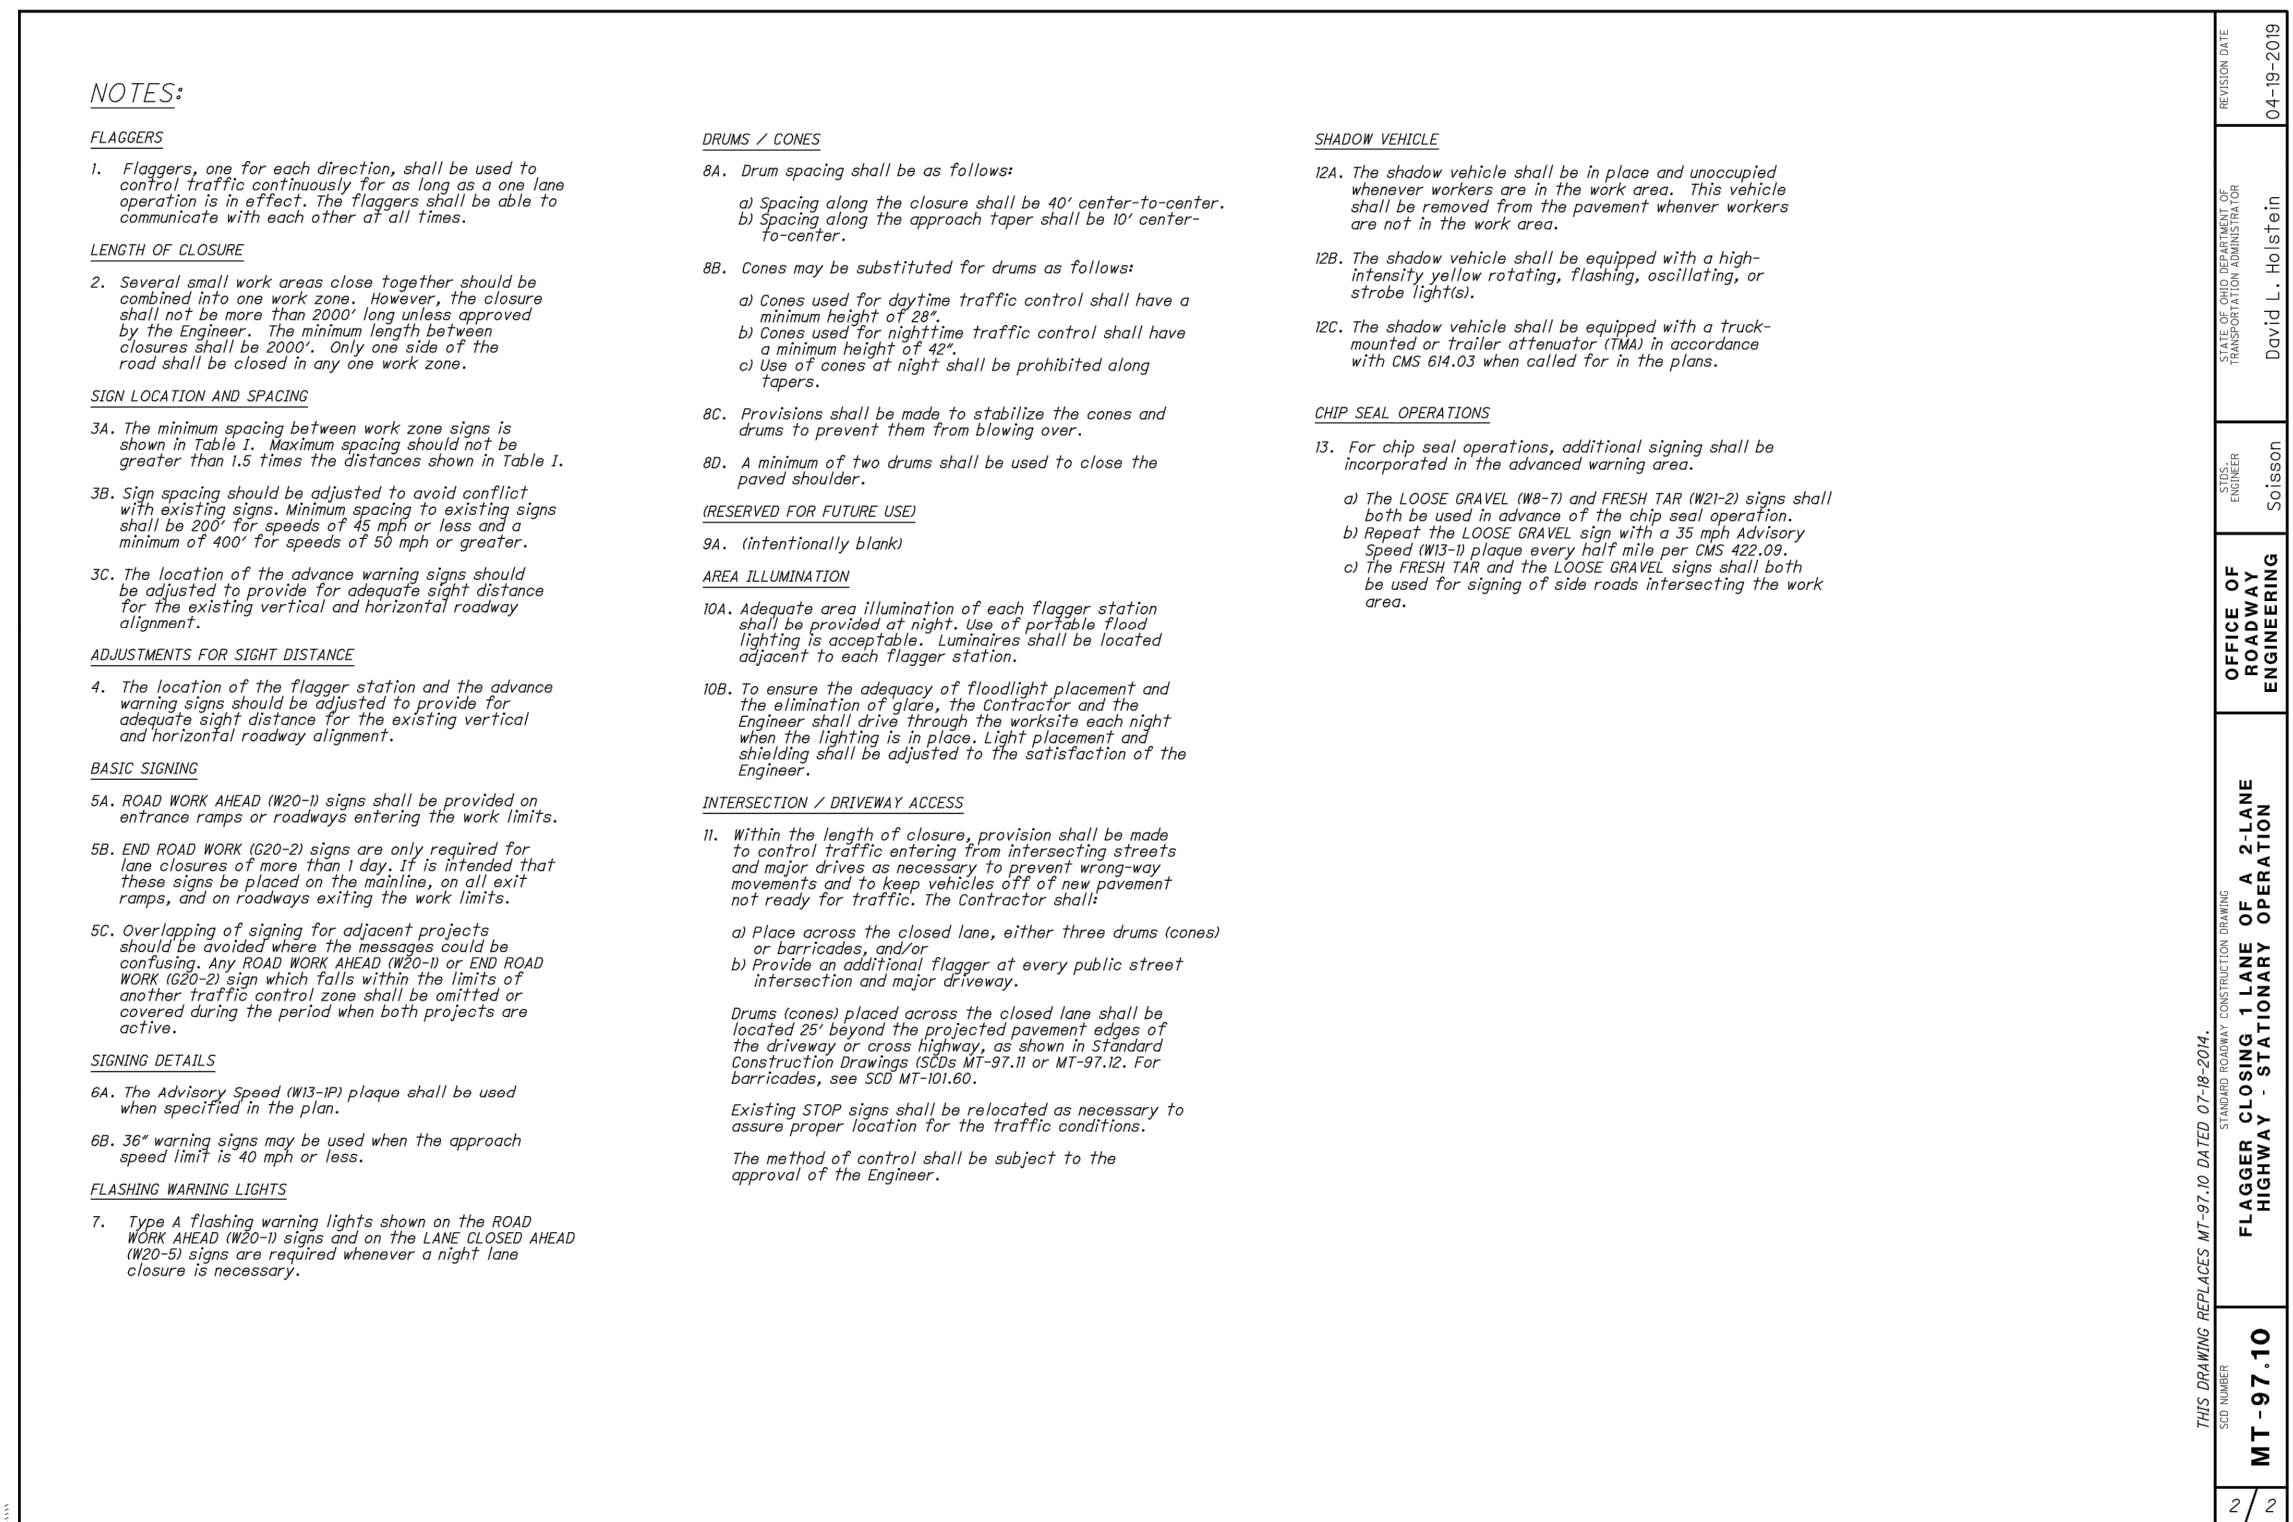 NOTES:
FLAGGERS
1. Flaggers, one for each direction, shall be used to
control traffic continuously for as long as a one lane
operation is in effect. The flaggers shall be able to
communicate with each other at all times.
LENGTH OF CLOSURE
2. Several small work areas close together should be
combined into one work zone. However, the closure
shall not be more than 2000' long unless approved
by the Engineer. The minimum length between
closures shall be 2000'. Only one side of the
road shall be closed in any one work zone.
SIGN LOCATION AND SPACING
3A. The minimum spacing between work zone signs is
shown in Table I. Maximum spacing should not be
greater than 1.5 times the distances shown in Table I.
3B. Sign spacing should be adjusted to avoid conflict
with existing signs. Minimum spacing to existing signs
shall be 200' for speeds of 45 mph or less and a
minimum of 400' for speeds of 50 mph or greater.
3C. The location of the advance warning signs should
be adjusted to provide for adequate sight distance
for the existing vertical and horizontal roadway
alignment.
ADJUSTMENTS FOR SIGHT DISTANCE
4. The location of the flagger station and the advance
warning signs should be adjusted to provide for
adequate sight distance for the existing vertical
and horizontal roadway alignment.
BASIC SIGNING
5A. ROAD WORK AHEAD (W20-1) signs shall be provided on
entrance ramps or roadways entering the work limits.
5B. END ROAD WORK (G20-2) signs are only required for
lane closures of more than 1 day. It is intended that
these signs be placed on the mainline, on all exit
ramps, and on roadways exiting the work limits.
5C. Overlapping of signing for adjacent projects
should be avoided where the messages could be
confusing. Any ROAD WORK AHEAD (W20-1) or END ROAD
WORK (G20-2) sign which falls within the limits of
another traffic control zone shall be omitted or
covered during the period when both projects are
active.
SIGNING DETAILS
6A. The Advisory Speed (W13-1P) plaque shall be used
when specified in the plan.
6B. 36" warning signs may be used when the approach
speed limit is 40 mph or less.
FLASHING WARNING LIGHTS
7. Type A flashing warning lights shown on the ROAD
WORK AHEAD (W20-1) signs and on the LANE CLOSED AHEAD
(W20-5) signs are required whenever a night lane
closure is necessary.
DRUMS / CONES
8A. Drum spacing shall be as follows:
a) Spacing along the closure shall be 40' center-to-center.
b) Spacing along the approach taper shall be 10' center-
to-center.
8B. Cones may be substituted for drums as follows:
a) Cones used for daytime traffic control shall have a
minimum height of 28".
b) Cones used for nighttime traffic control shall have
a minimum height of 42".
c) Use of cones at night shall be prohibited along
tapers.
8C. Provisions shall be made to stabilize the cones and
drums to prevent them from blowing over.
8D. A minimum of two drums shall be used to close the
paved shoulder.
(RESERVED FOR FUTURE USE)
9A. (intentionally blank)
AREA ILLUMINATION
10A. Adequate area illumination of each flagger station
shall be provided at night. Use of portable flood
lighting is acceptable. Luminaires shall be located
adjacent to each flagger station.
10B. To ensure the adequacy of floodlight placement and
the elimination of glare, the Contractor and the
Engineer shall drive through the worksite each night
when the lighting is in place. Light placement and
shielding shall be adjusted to the satisfaction of the
Engineer.
INTERSECTION / DRIVEWAY ACCESS
11. Within the length of closure, provision shall be made
to control traffic entering from intersecting streets
and major drives as necessary to prevent wrong-way
movements and to keep vehicles off of new pavement
not ready for traffic. The Contractor shall:
a) Place across the closed lane, either three drums (cones)
or barricades, and/or
b) Provide an additional flagger at every public street
intersection and major driveway.
Drums (cones) placed across the closed lane shall be
located 25' beyond the projected pavement edges of
the driveway or cross highway, as shown in Standard
Construction Drawings (SCDs MT-97.11 or MT-97.12. For
barricades, see SCD MT-101.60.
Existing STOP signs shall be relocated as necessary to
assure proper location for the traffic conditions.
The method of control shall be subject to the
approval of the Engineer.
SHADOW VEHICLE
12A. The shadow vehicle shall be in place and unoccupied
whenever workers are in the work area. This vehicle
shall be removed from the pavement whenver workers
are not in the work area.
12B. The shadow vehicle shall be equipped with a high-
intensity yellow rotating, flashing, oscillating, or
strobe light(s).
12C. The shadow vehicle shall be equipped with a truck-
mounted or trailer attenuator (TMA) in accordance
with CMS 614.03 when called for in the plans.
CHIP SEAL OPERATIONS
13. For chip seal operations, additional signing shall be
incorporated in the advanced warning area.
a) The LOOSE GRAVEL (W8-7) and FRESH TAR (W21-2) signs shall
both be used in advance of the chip seal operation.
b) Repeat the LOOSE GRAVEL sign with a 35 mph Advisory
Speed (W13-1) plaque every half mile per CMS 422.09.
c) The FRESH TAR and the LOOSE GRAVEL signs shall both
be used for signing of side roads intersecting the work
area.
THIS DRAWING REPLACES MT-97.10 DATED 07-18-2014.
REVISION DATE
04-19-2019
STATE OF OHIO DEPARTMENT OF
TRANSPORTATION ADMINISTRATOR
David L. Holstein
STDS.
ENGINEER
Soisson
OFFICE OF
ROADWAY
ENGINEERING
STANDARD ROADWAY CONSTRUCTION DRAWING
FLAGGER CLOSING 1 LANE OF A 2-LANE
HIGHWAY - STATIONARY OPERATION
SCD NUMBER
MT-97.10
2/2